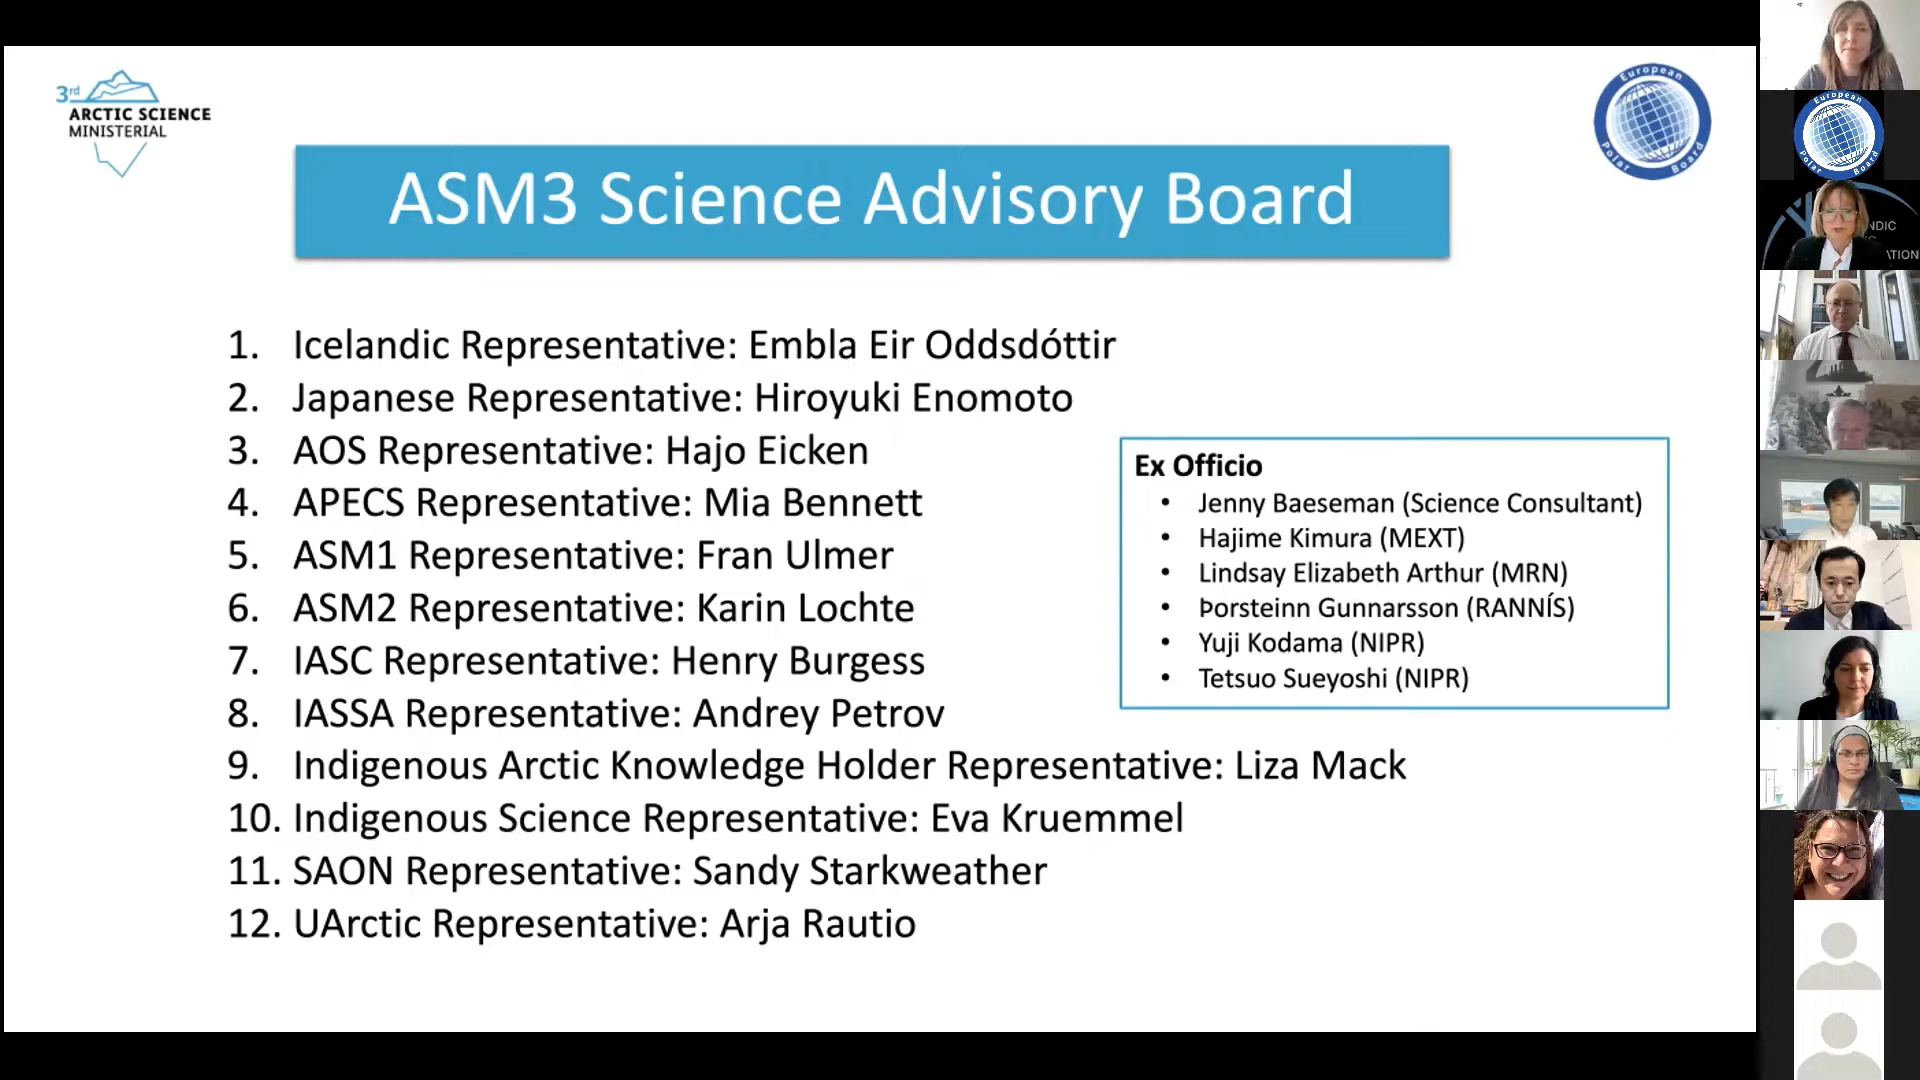 3rd
ARCTIC SCIENCE
MINISTERIAL
European
Polar Board
ASM3 Science Advisory Board
1. Icelandic Representative: Embla Eir Oddsdóttir
2. Japanese Representative: Hiroyuki Enomoto
3. AOS Representative: Hajo Eicken
4. APECS Representative: Mia Bennett
5. ASM1 Representative: Fran Ulmer
6. ASM2 Representative: Karin Lochte
7. IASC Representative: Henry Burgess
8. IASSA Representative: Andrey Petrov
9. Indigenous Arctic Knowledge Holder Representative: Liza Mack
10. Indigenous Science Representative: Eva Kruemmel
11. SAON Representative: Sandy Starkweather
12. UArctic Representative: Arja Rautio
Ex Officio
• Jenny Baeseman (Science Consultant)
• Hajime Kimura (MEXT)
• Lindsay Elizabeth Arthur (MRN)
• Þorsteinn Gunnarsson (RANNÍS)
• Yuji Kodama (NIPR)
• Tetsuo Sueyoshi (NIPR)
European
Polar Board
NDIC
ATION